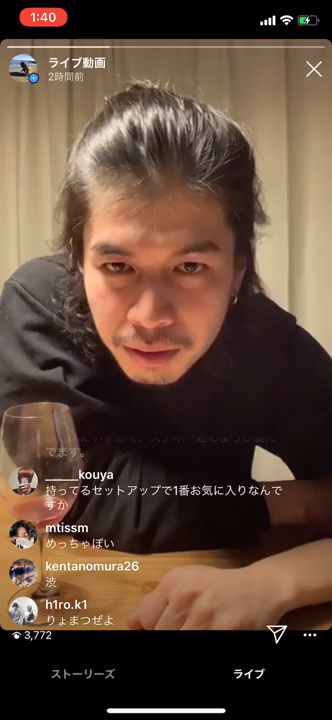 1:40
ライブ動画
2時間前
てます。
_____kouya
持ってるセットアップで1番お気に入りなんで
すか
mtissm
めっちゃぽい
kentanomura26
渋
h1ro.k1
りょまつぜよ
3,772
ストーリーズ
ライブ